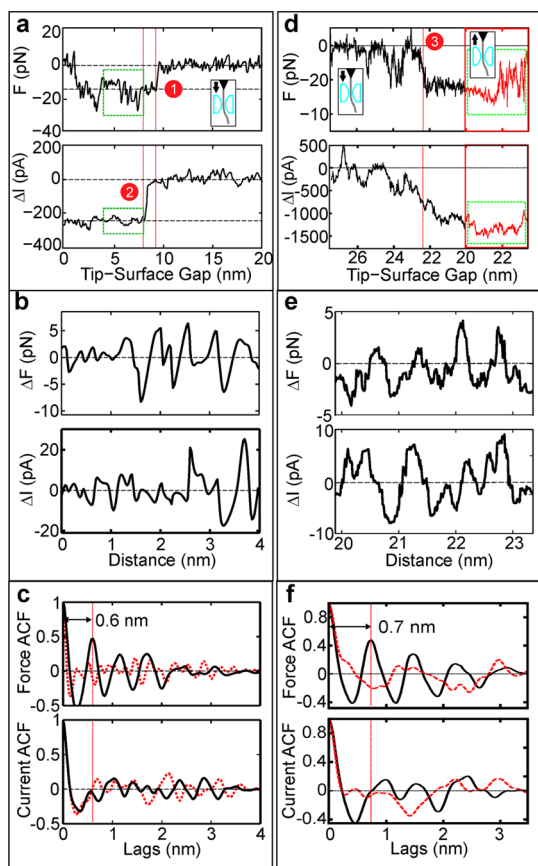 a
20
0
−20
−40
F (pN)
1
200
0
−200
−400
ΔI (pA)
2
0
5
10
15
20
Tip−Surface Gap (nm)
b
5
0
-5
-10
ΔF (pN)
20
0
-20
ΔI (pA)
0
1
2
3
4
Distance (nm)
c
1
0.5
0
-0.5
Force ACF
0.6 nm
1
0.5
0
-0.5
Current ACF
0
1
2
3
4
Lags (nm)
d
10
0
−10
−20
F (pN)
3
500
0
-500
-1000
-1500
ΔI (pA)
26
24
22
20
22
Tip−Surface Gap (nm)
e
5
0
-5
ΔF (pN)
10
0
-10
ΔI (pA)
20
21
22
23
Distance (nm)
f
0.8
0.4
0
-0.4
Force ACF
0.7 nm
0.8
0.4
0
-0.4
Current ACF
0
1
2
3
Lags (nm)